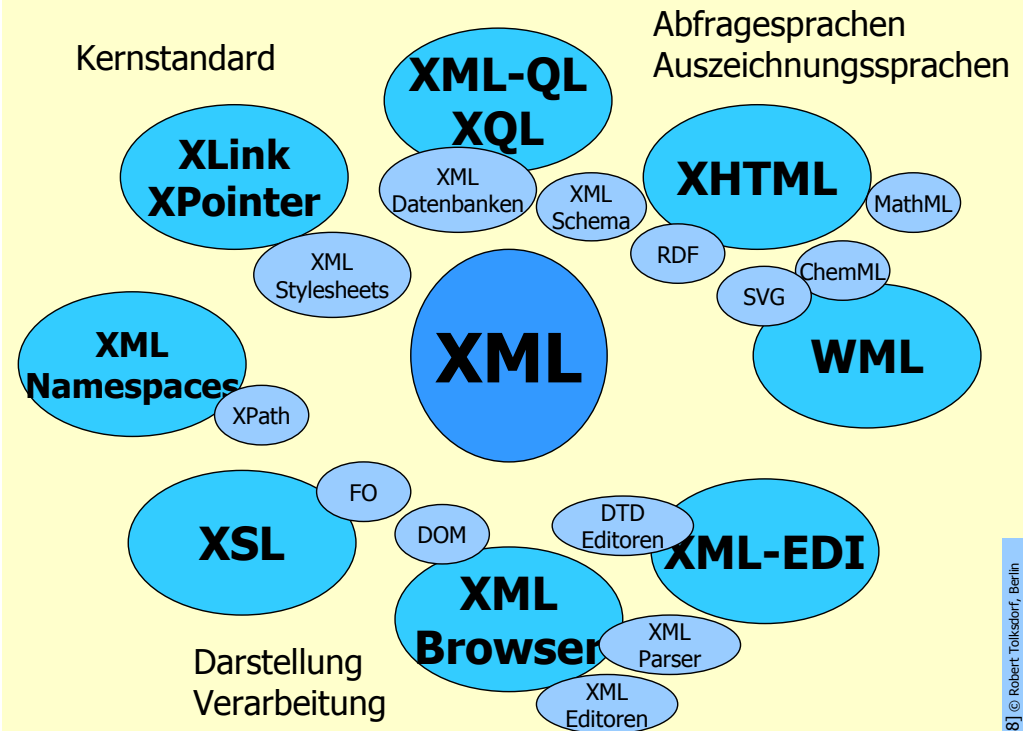 Kernstandard
Abfragesprachen
Auszeichnungssprachen
XML-QL
XQL
XLink
XPointer
XML
Datenbanken
XML
Schema
XHTML
MathML
RDF
ChemML
SVG
XML
Stylesheets
XML
WML
XML
Namespaces
XPath
FO
XSL
DOM
DTD
Editoren
XML-EDI
XML
Browser
XML
Parser
XML
Editoren
Darstellung
Verarbeitung
8] © Robert Tolksdorf, Berlin